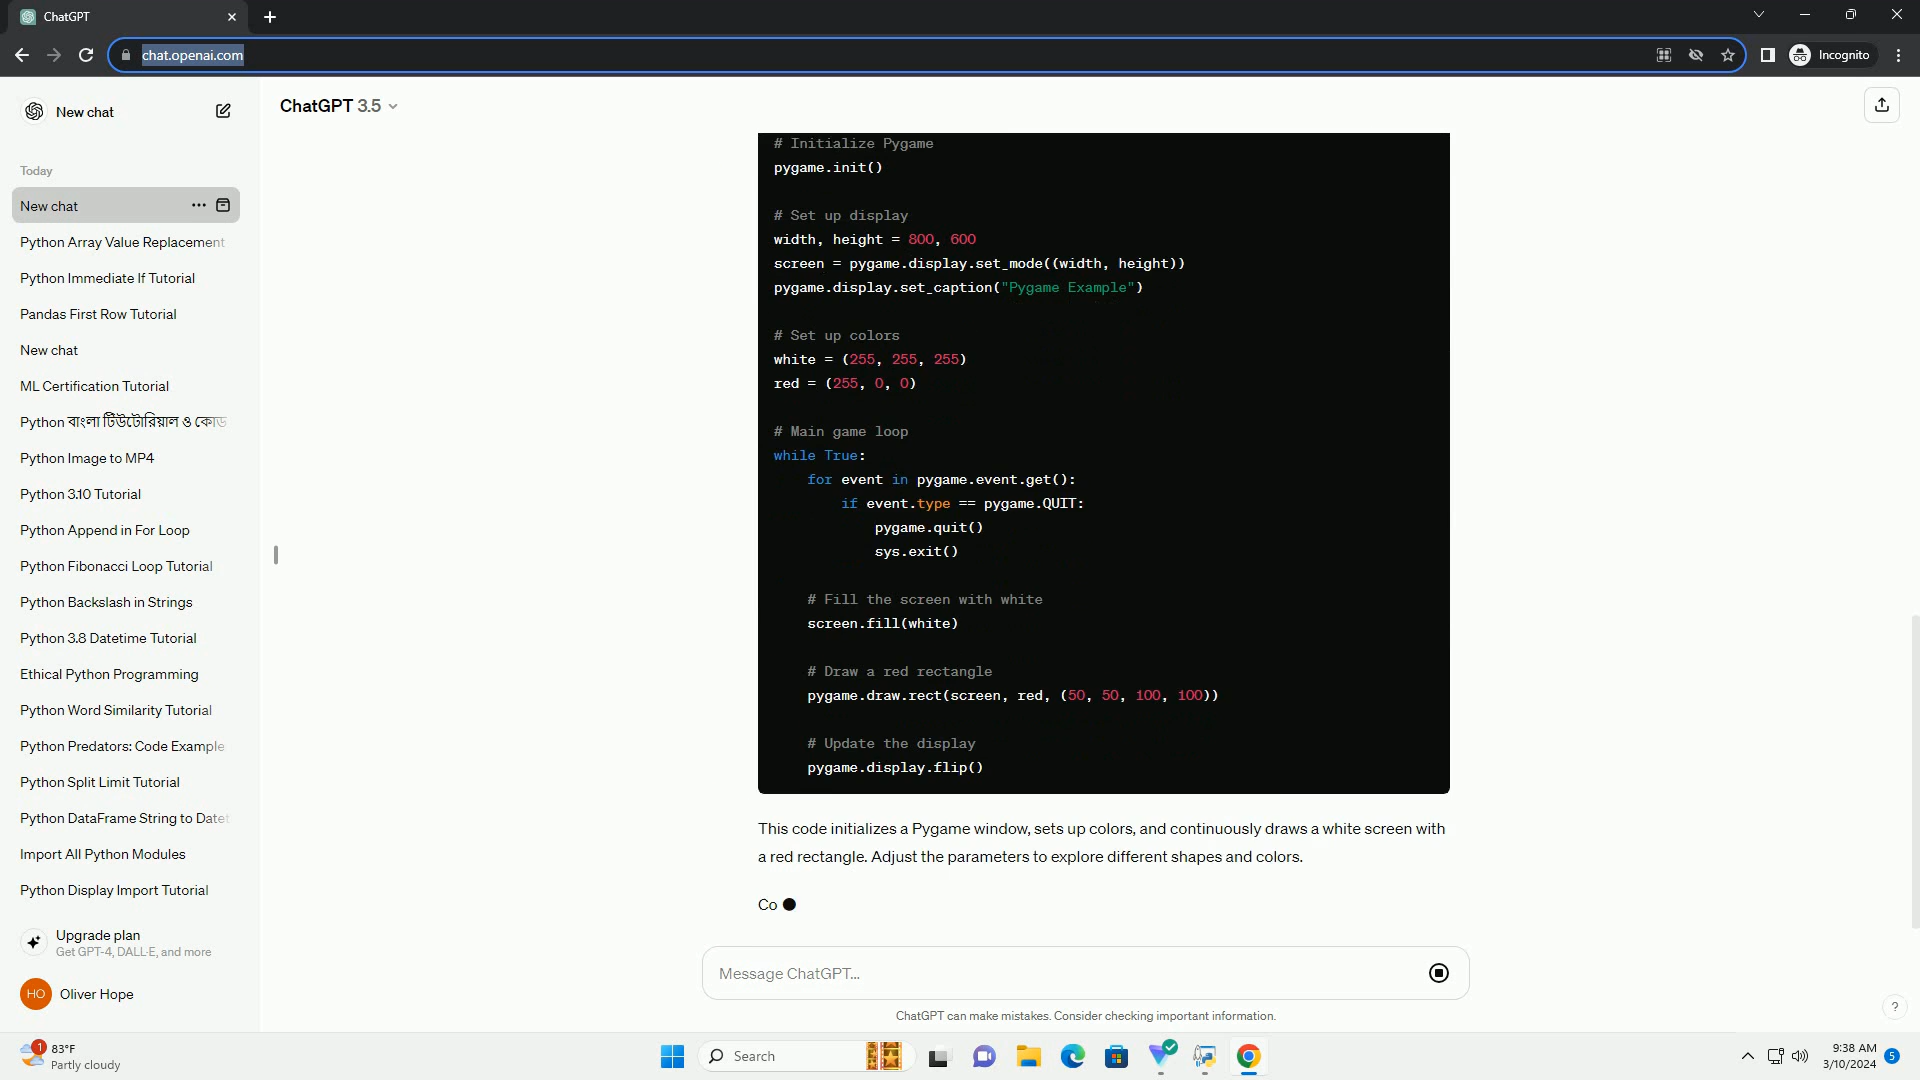 ChatGPT
chat.openai.com
Incognito
New chat
ChatGPT 3.5
Today
New chat
Python Array Value Replacement
Python Immediate If Tutorial
Pandas First Row Tutorial
New chat
ML Certification Tutorial
Python বাংলা টিউটোরিয়াল ও কোড
Python Image to MP4
Python 3.10 Tutorial
Python Append in For Loop
Python Fibonacci Loop Tutorial
Python Backslash in Strings
Python 3.8 Datetime Tutorial
Ethical Python Programming
Python Word Similarity Tutorial
Python Predators: Code Example
Python Split Limit Tutorial
Python DataFrame String to Datet
Import All Python Modules
Python Display Import Tutorial
Upgrade plan
Get GPT-4, DALL·E, and more
HO Oliver Hope
# Initialize Pygame
pygame.init()
# Set up display
width, height = 800, 600
screen = pygame.display.set_mode((width, height))
pygame.display.set_caption("Pygame Example")
# Set up colors
white = (255, 255, 255)
red = (255, 0, 0)
# Main game loop
while True:
for event in pygame.event.get():
if event.type == pygame.QUIT:
pygame.quit()
sys.exit()
# Fill the screen with white
screen.fill(white)
# Draw a red rectangle
pygame.draw.rect(screen, red, (50, 50, 100, 100))
# Update the display
pygame.display.flip()
This code initializes a Pygame window, sets up colors, and continuously draws a white screen with
a red rectangle. Adjust the parameters to explore different shapes and colors.
Co
Message ChatGPT...
ChatGPT can make mistakes. Consider checking important information.
?
1
83°F
Partly cloudy
Search
9:38 AM
3/10/2024
5